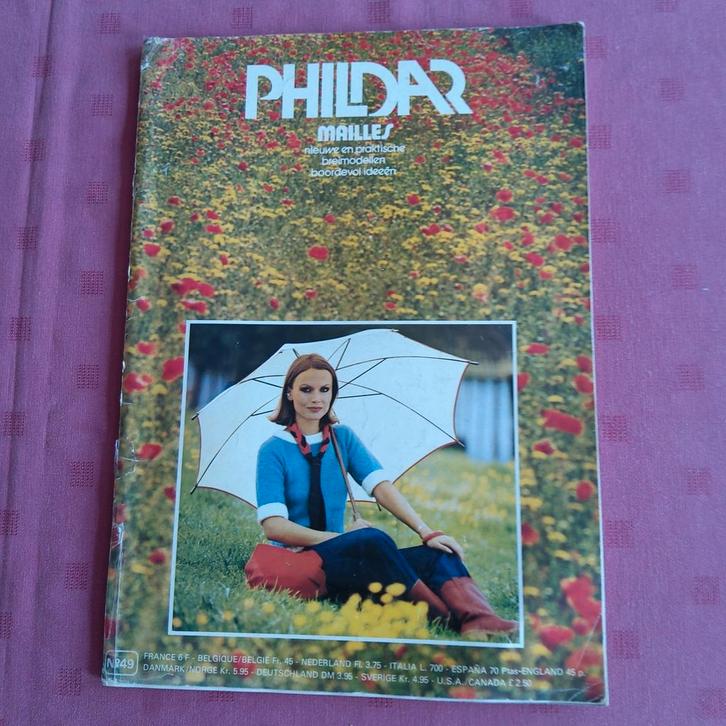 PHILDAR
MAILLES
nieuwe en praktische
breimodellen
boordevol ideeën
Nº49
FRANCE 6 F - BELGIQUE/BELGIE Fr. 45 - NEDERLAND Fl. 3.75 - ITALIA L. 700 - ESPAÑA 70 Ptas-ENGLAND 45 p.
DANMARK/NORGE Kr. 5.95 - DEUTSCHLAND DM 3.95 - SVERIGE Kr. 4.95 - U.S.A./CANADA £ 2.50